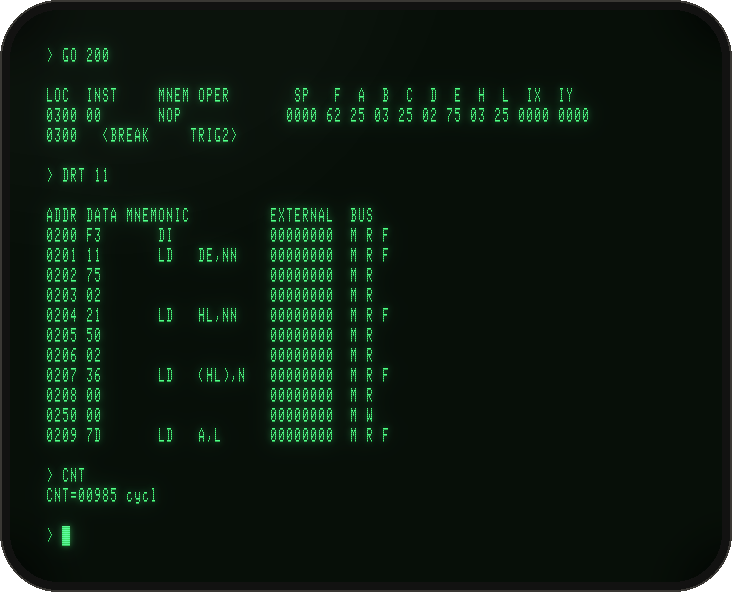 > GO 200
LOC  INST     MNEM OPER        SP   F  A  B  C  D  E  H  L  IX  IY
0300 00       NOP             0000 62 25 03 25 02 75 03 25 0000 0000
0300   <BREAK     TRIG2>
> DRT 11
ADDR DATA MNEMONIC          EXTERNAL  BUS
0200 F3       DI            00000000  M R F
0201 11       LD   DE,NN    00000000  M R F
0202 75                     00000000  M R
0203 02                     00000000  M R
0204 21       LD   HL,NN    00000000  M R F
0205 50                     00000000  M R
0206 02                     00000000  M R
0207 36       LD   (HL),N   00000000  M R F
0208 00                     00000000  M R
0250 00                     00000000  M W
0209 7D       LD   A,L      00000000  M R F
> CNT
CNT=00985 cycl
>